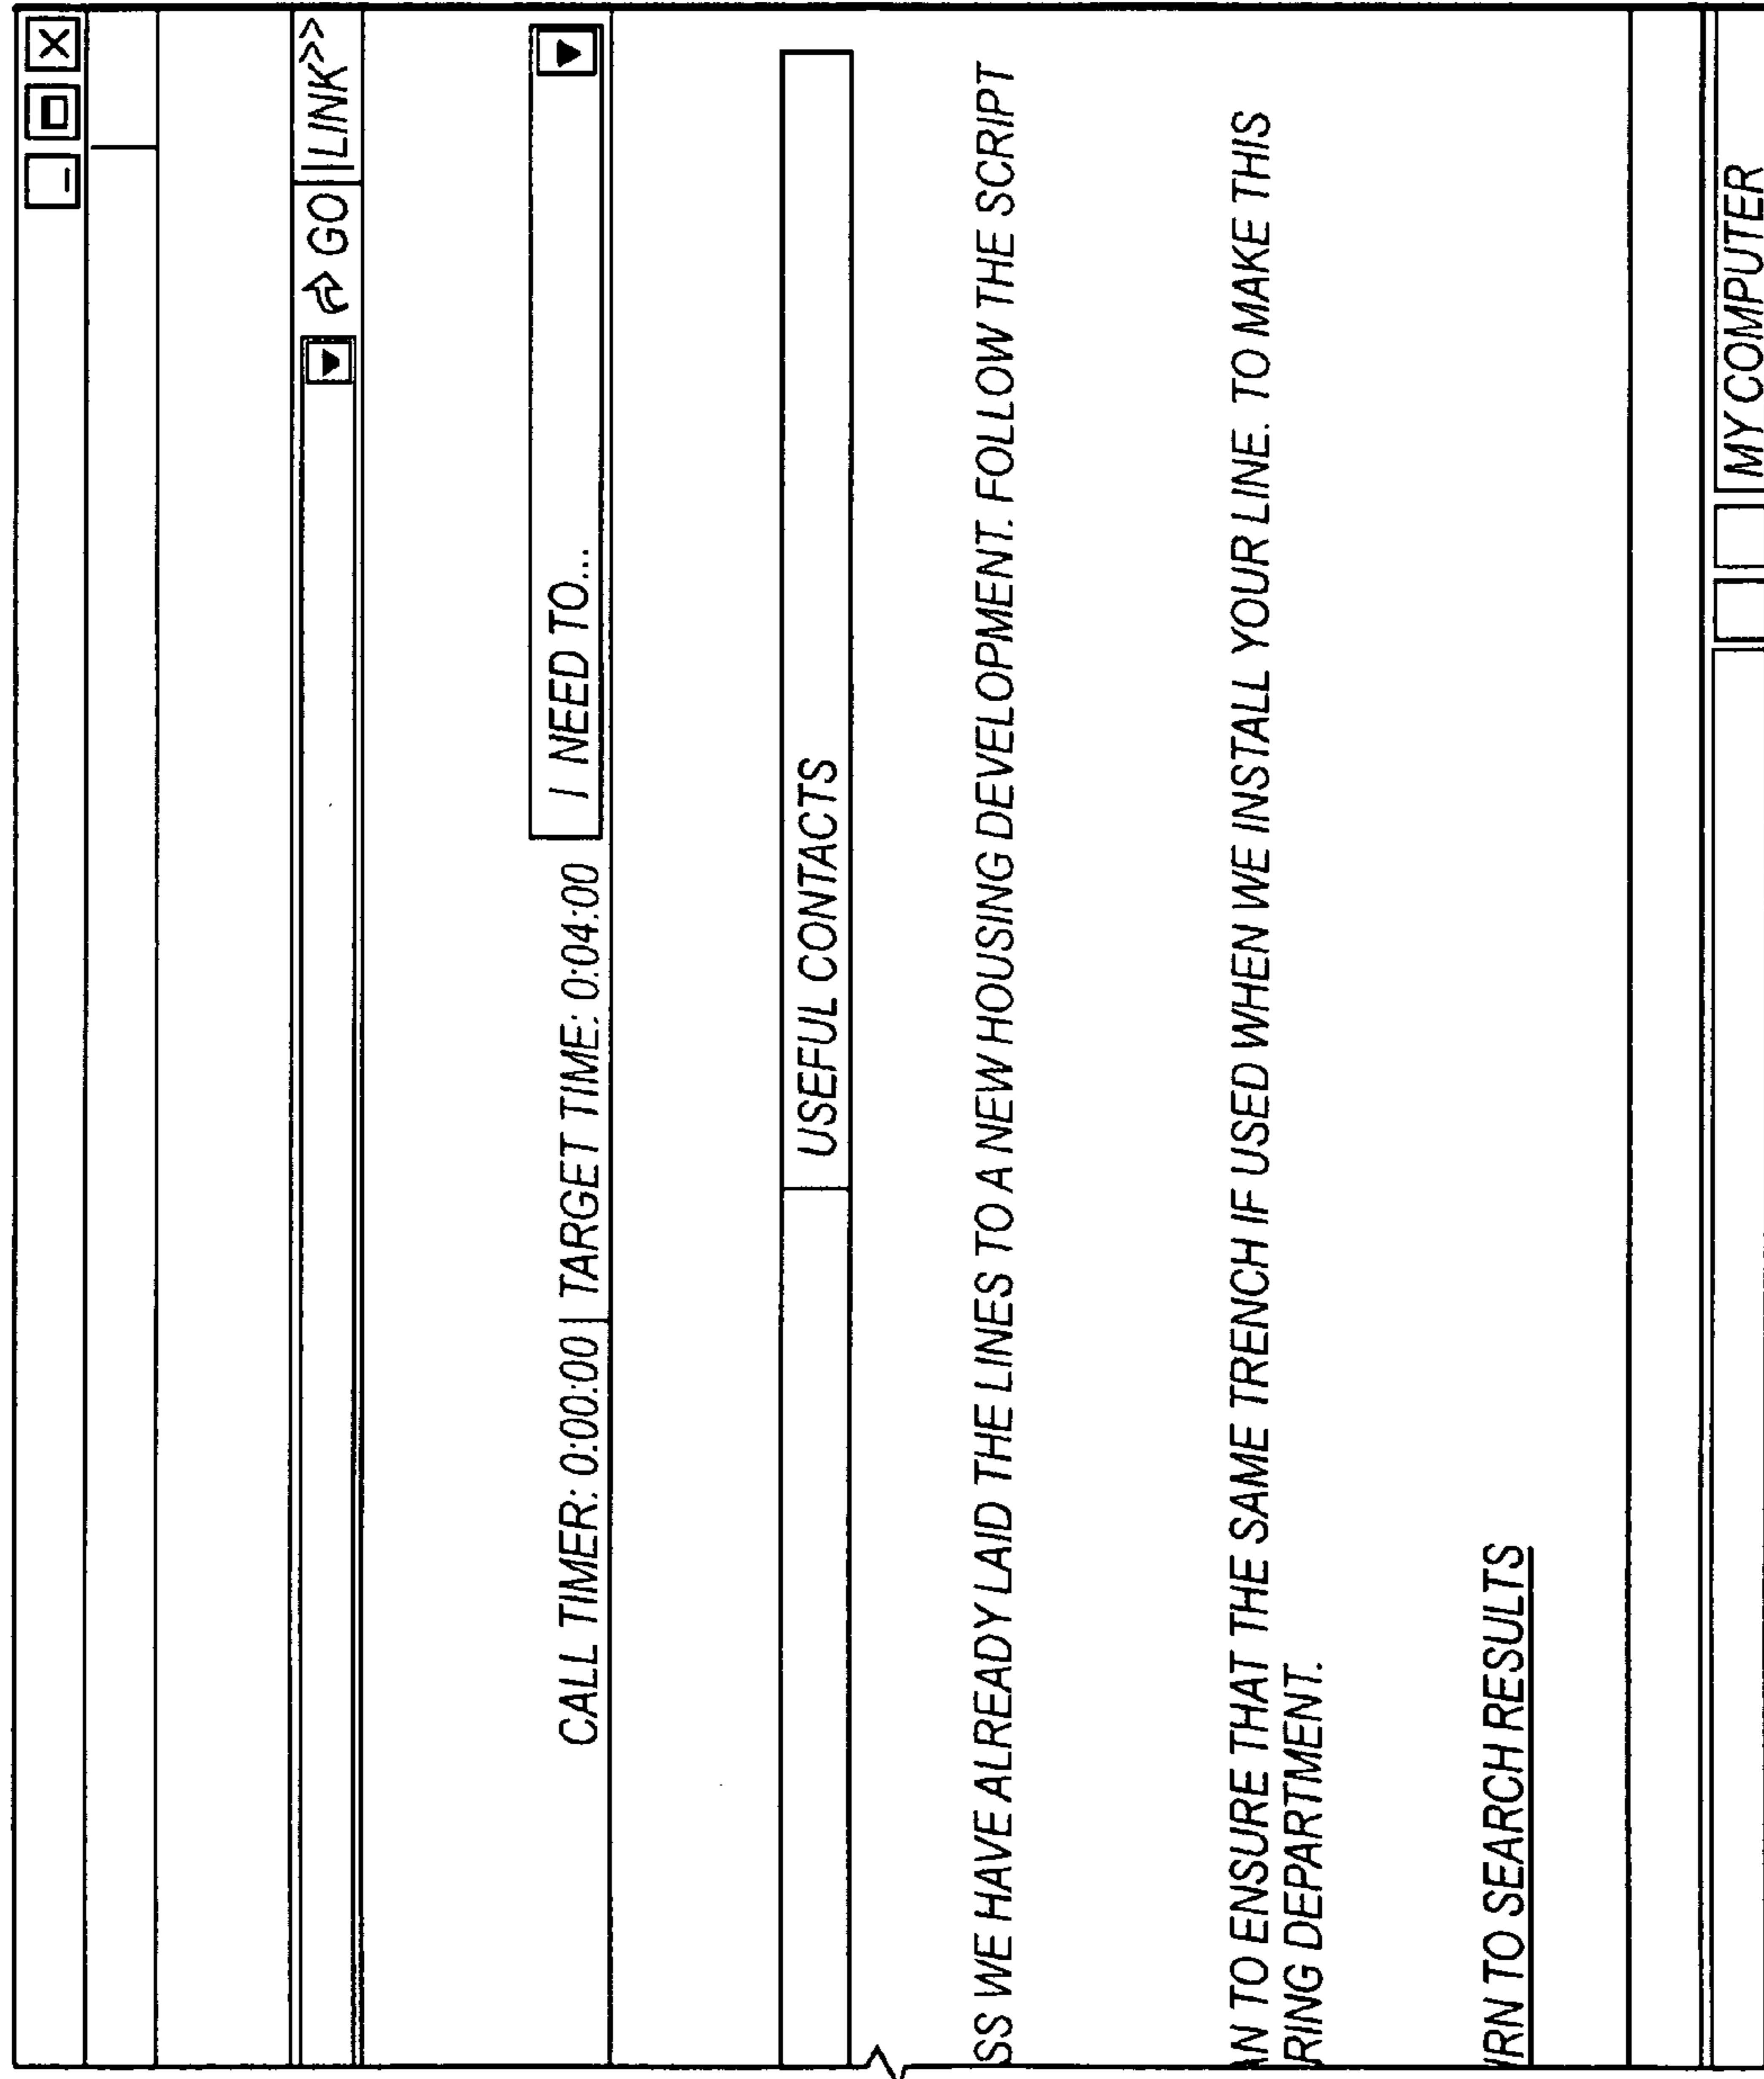 GO LINK>>
CALL TIMER: 0:00:00 | TARGET TIME: 0:04:00 I NEED TO...
USEFUL CONTACTS
SS WE HAVE ALREADY LAID THE LINES TO A NEW HOUSING DEVELOPMENT. FOLLOW THE SCRIPT
AN TO ENSURE THAT THE SAME TRENCH IF USED WHEN WE INSTALL YOUR LINE. TO MAKE THIS
RING DEPARTMENT.
RN TO SEARCH RESULTS
MY COMPUTER